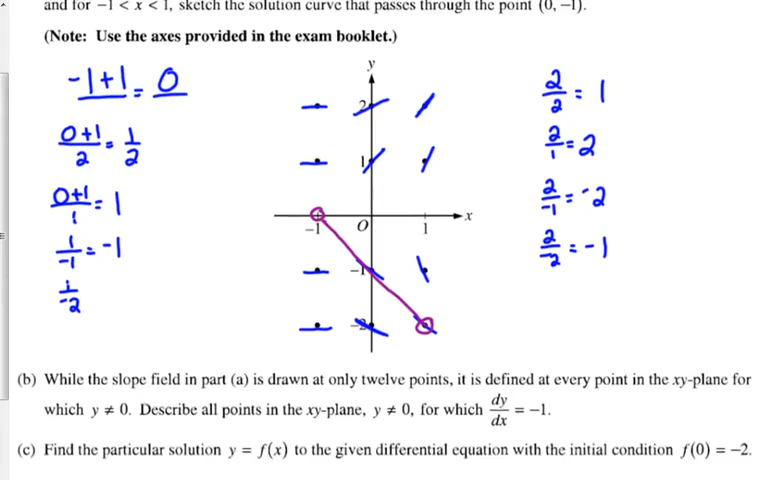 and for −1 < x < 1, sketch the solution curve that passes through the point (0, −1).
(Note: Use the axes provided in the exam booklet.)
-1+1 = 0
0+1/2 = 1/2
0+1/1 = 1
1/-1 = -1
1/-2
y
2
1
-1
O
1
x
-1
-2
2/2 = 1
2/1 = 2
2/-1 = -2
2/-2 = -1
(b) While the slope field in part (a) is drawn at only twelve points, it is defined at every point in the xy-plane for
which y ≠ 0. Describe all points in the xy-plane, y ≠ 0, for which dy/dx = −1.
(c) Find the particular solution y = f(x) to the given differential equation with the initial condition f(0) = −2.